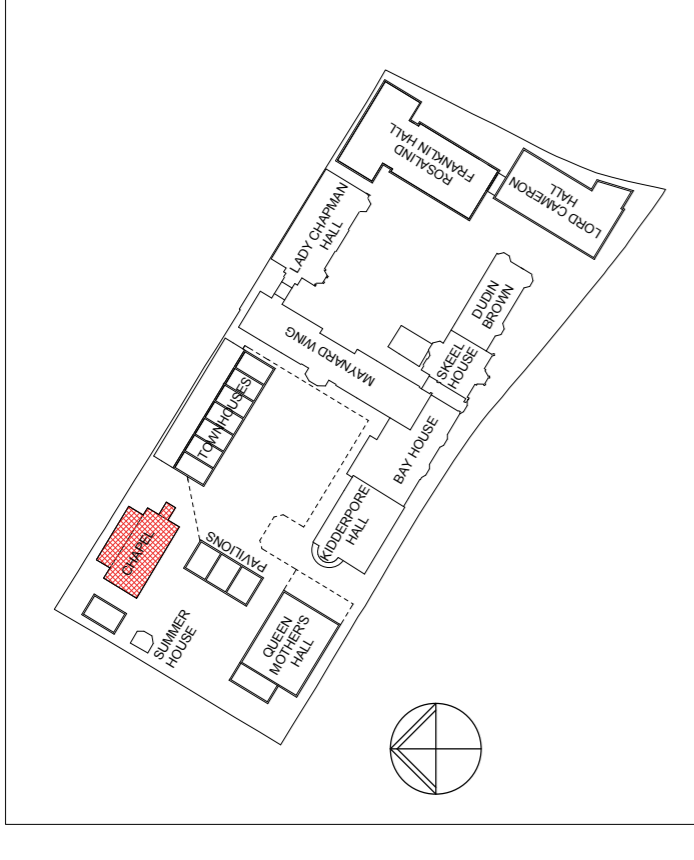 ROSALIND
FRANKLIN HALL
LORD CAMERON
HALL
LADY CHAPMAN
HALL
DUDIN
BROWN
MAYNARD WING
SKEEL
HOUSE
TOWNHOUSES
BAY HOUSE
KIDDERPORE
HALL
CHAPEL
PAVILIONS
SUMMER
HOUSE
QUEEN
MOTHER'S
HALL